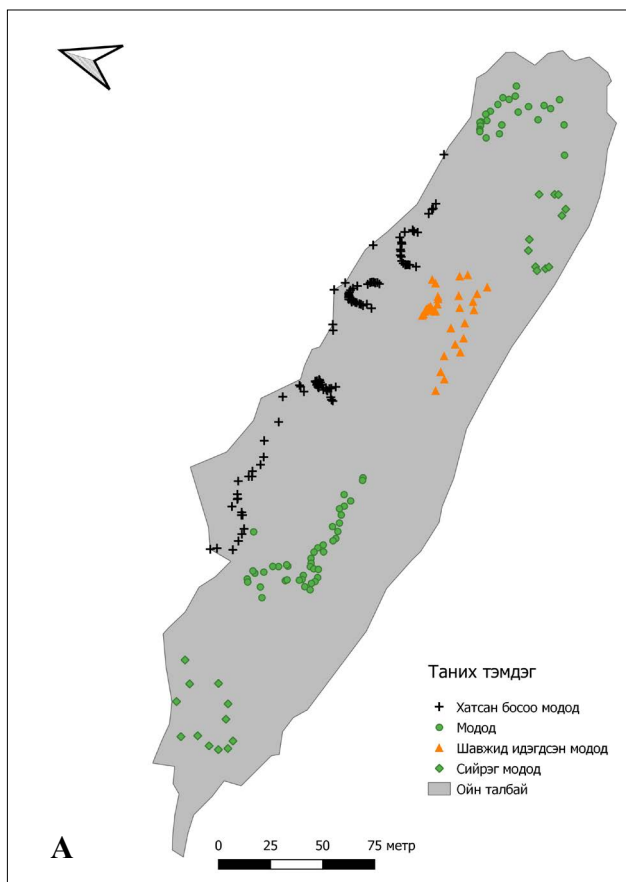 Таних тэмдэг
Хатсан босоо модод
Модод
Шавжид идэгдсэн модод
Сийрэг модод
Ойн талбай
A
0 25 50 75 метр